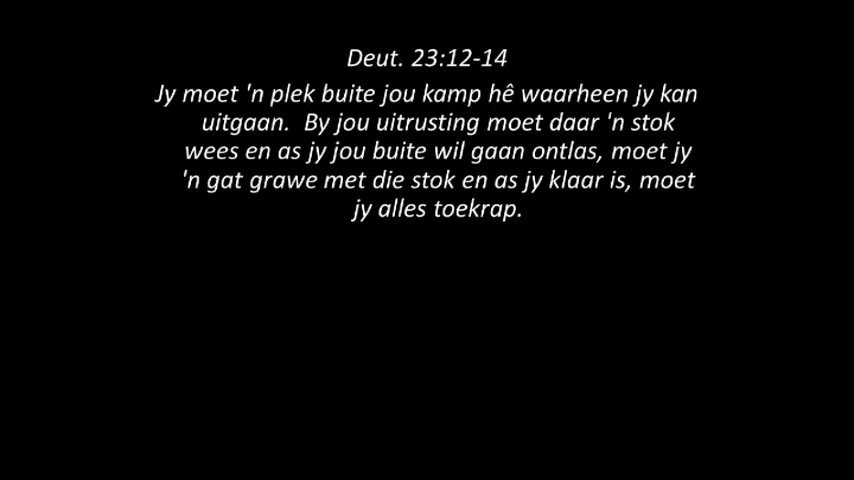 Deut. 23:12-14
Jy moet 'n plek buite jou kamp hê waarheen jy kan
uitgaan.  By jou uitrusting moet daar 'n stok
wees en as jy jou buite wil gaan ontlas, moet jy
'n gat grawe met die stok en as jy klaar is, moet
jy alles toekrap.